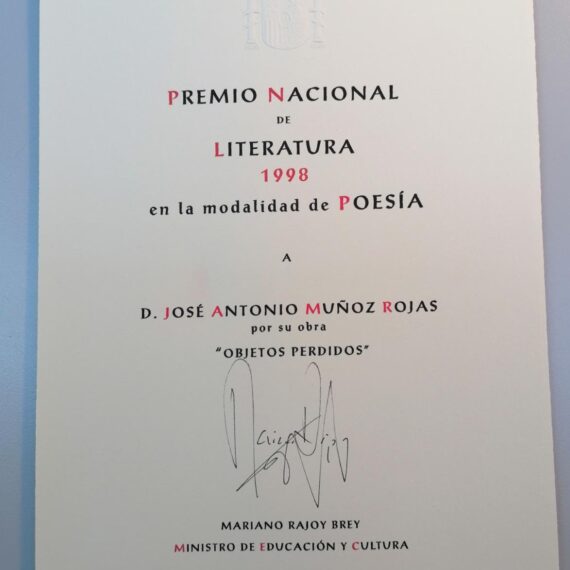 PREMIO NACIONAL
DE
LITERATURA
1998
en la modalidad de POESÍA
A
D. JOSÉ ANTONIO MUÑOZ ROJAS
por su obra
"OBJETOS PERDIDOS"
MARIANO RAJOY BREY
MINISTRO DE EDUCACIÓN Y CULTURA